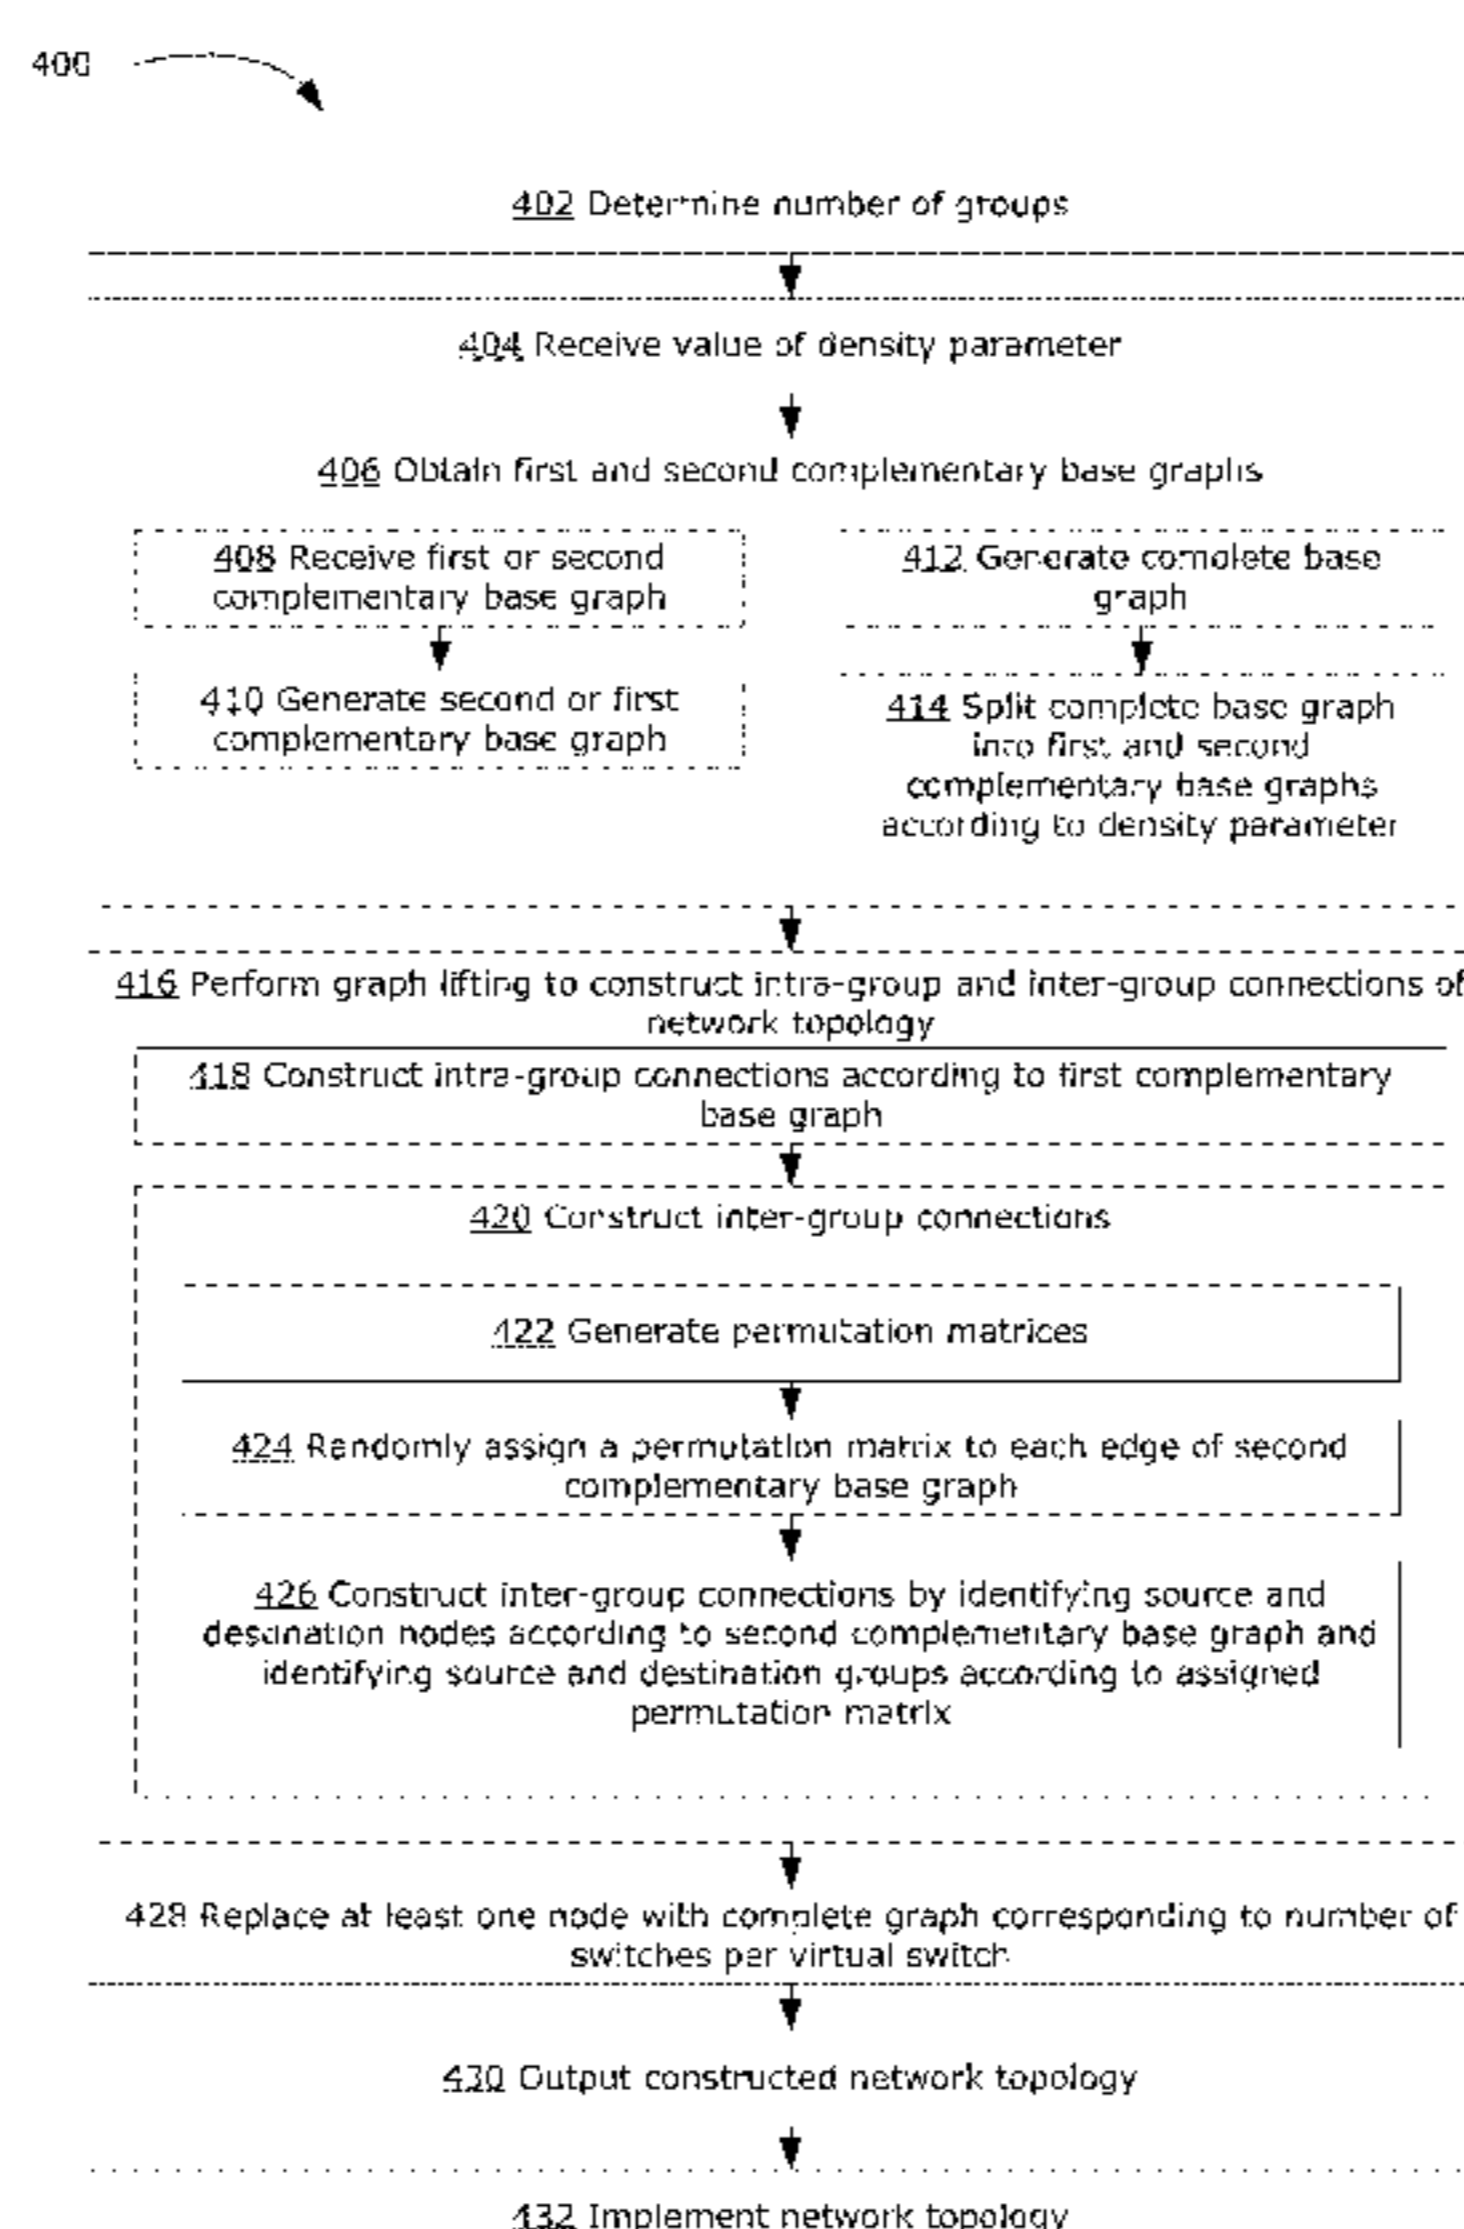 400
402 Determine number of groups
404 Receive value of density parameter
406 Obtain first and second complementary base graphs
408 Receive first or second
complementary base graph
410 Generate second or first
complementary base graph
412 Generate complete base
graph
414 Split complete base graph
into first and second
complementary base graphs
according to density parameter
416 Perform graph lifting to construct intra-group and inter-group connections of
network topology
418 Construct intra-group connections according to first complementary
base graph
420 Construct inter-group connections
422 Generate permutation matrices
424 Randomly assign a permutation matrix to each edge of second
complementary base graph
426 Construct inter-group connections by identifying source and
destination nodes according to second complementary base graph and
identifying source and destination groups according to assigned
permutation matrix
428 Replace at least one node with complete graph corresponding to number of
switches per virtual switch
430 Output constructed network topology
432 Implement network topology